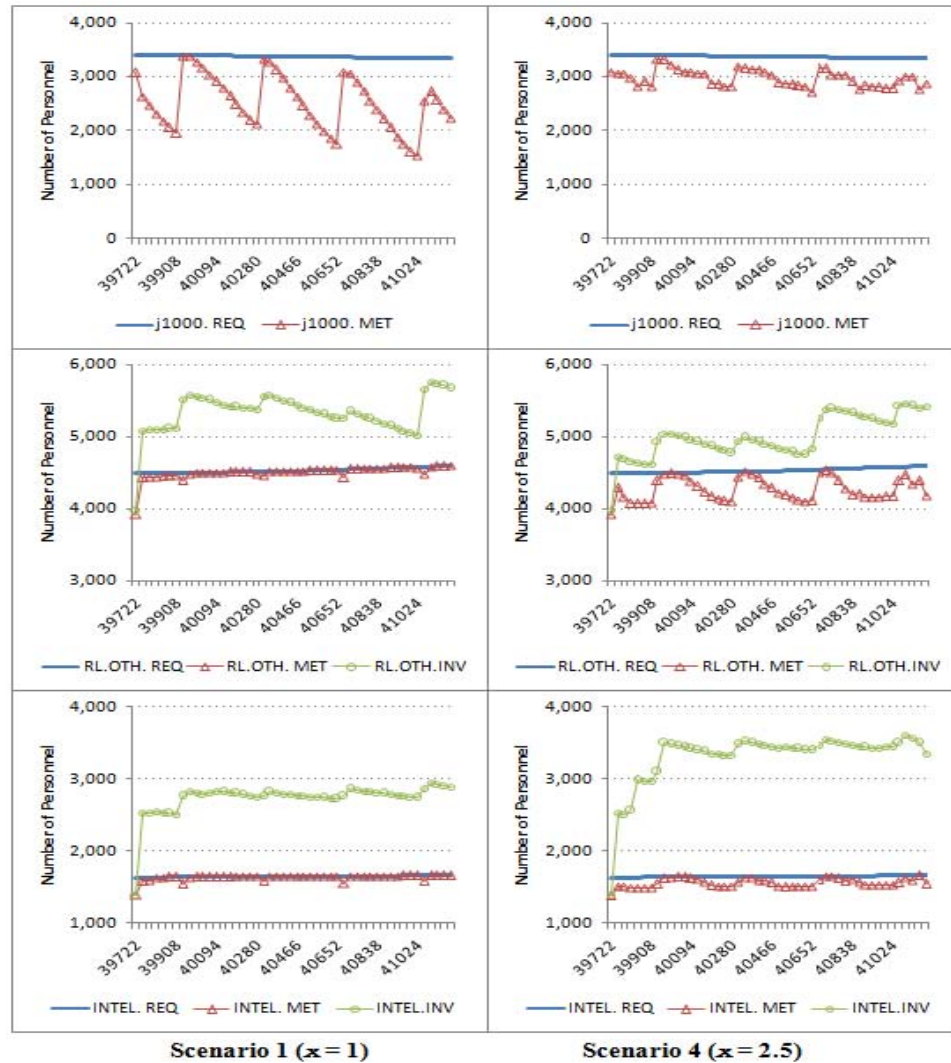 4,000
3,000
2,000
1,000
0
Number of Personnel
39722 39908 40094 40280 40466 40652 40838 41024
j1000. REQ j1000. MET
4,000
3,000
2,000
1,000
0
Number of Personnel
39722 39908 40094 40280 40466 40652 40838 41024
j1000. REQ j1000. MET
6,000
5,000
4,000
3,000
Number of Personnel
39722 39908 40094 40280 40466 40652 40838 41024
RL.OTH. REQ RL.OTH. MET RL.OTH.INV
6,000
5,000
4,000
3,000
Number of Personnel
39722 39908 40094 40280 40466 40652 40838 41024
RL.OTH. REQ RL.OTH. MET RL.OTH.INV
4,000
3,000
2,000
1,000
Number of Personnel
39722 39908 40094 40280 40466 40652 40838 41024
INTEL. REQ INTEL. MET INTEL.INV
4,000
3,000
2,000
1,000
Number of Personnel
39722 39908 40094 40280 40466 40652 40838 41024
INTEL. REQ INTEL. MET INTEL.INV
Scenario 1 (x = 1) Scenario 4 (x = 2.5)